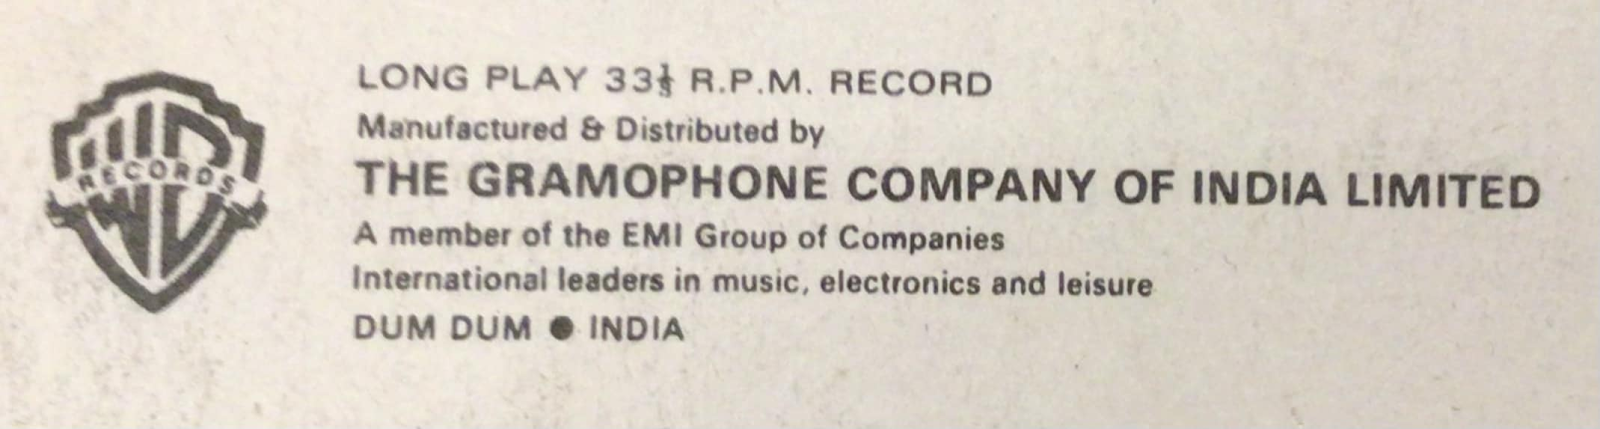 WB
RECORDS
LONG PLAY 33⅓ R.P.M. RECORD
Manufactured & Distributed by
THE GRAMOPHONE COMPANY OF INDIA LIMITED
A member of the EMI Group of Companies
International leaders in music, electronics and leisure
DUM DUM ● INDIA